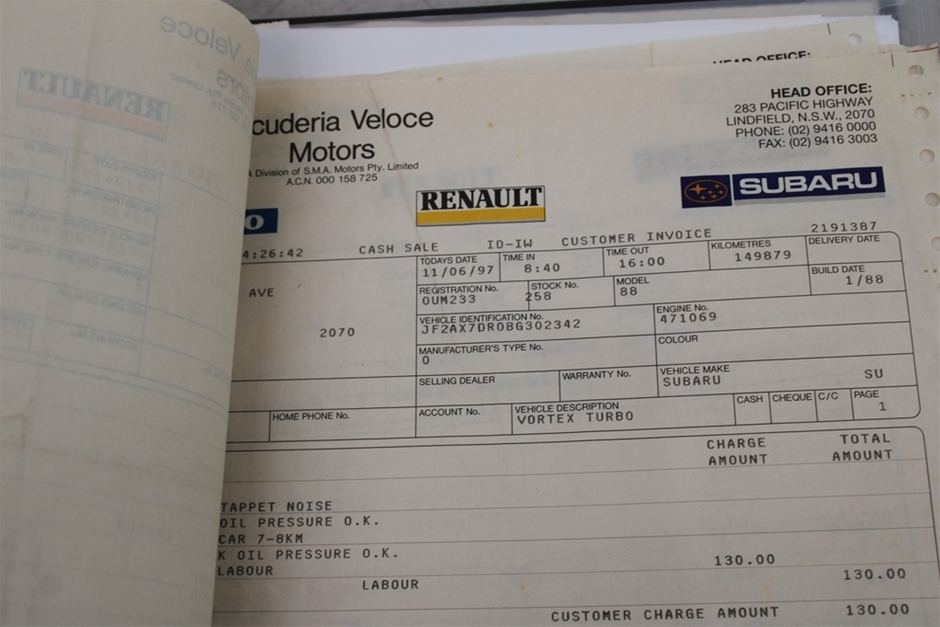 HEAD OFFICE:
cuderia Veloce
Motors
A Division of S.M.A. Motors Pty. Limited
A.C.N. 000 158 725
HEAD OFFICE:
283 PACIFIC HIGHWAY
LINDFIELD, N.S.W., 2070
PHONE: (02) 9416 0000
FAX: (02) 9416 3003
O
RENAULT
SUBARU
4:26:42 CASH SALE ID-IW CUSTOMER INVOICE 2191387
TODAYS DATE TIME IN TIME OUT KILOMETRES DELIVERY DATE
11/06/97 8:40 16:00 149879
AVE
REGISTRATION No. STOCK No. MODEL BUILD DATE
OUM233 258 88 1/88
VEHICLE IDENTIFICATION No. ENGINE No.
2070 JF2AX7DROBG302342 471069
MANUFACTURER'S TYPE No. COLOUR
0
SELLING DEALER WARRANTY No. VEHICLE MAKE
SUBARU SU
HOME PHONE No. ACCOUNT No. VEHICLE DESCRIPTION CASH CHEQUE C/C PAGE
VORTEX TURBO 1
CHARGE TOTAL
AMOUNT AMOUNT
TAPPET NOISE
OIL PRESSURE O.K.
CAR 7-8KM
K OIL PRESSURE O.K.
LABOUR 130.00
LABOUR 130.00
CUSTOMER CHARGE AMOUNT 130.00